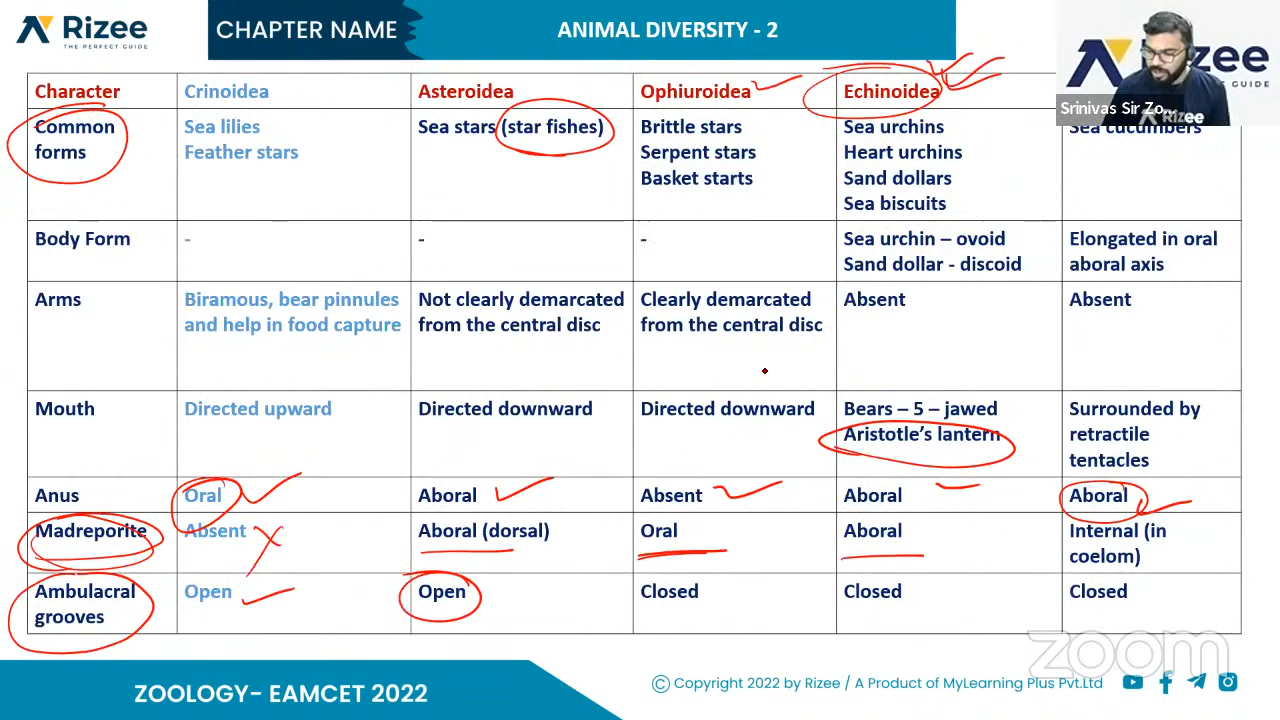 Rizee
THE PERFECT GUIDE
CHAPTER NAME
ANIMAL DIVERSITY - 2
zee
GUIDE
Srinivas Sir Zo...
Rizee
Character
Crinoidea
Asteroidea
Ophiuroidea
Echinoidea
Common
forms
Sea lilies
Feather stars
Sea stars (star fishes)
Brittle stars
Serpent stars
Basket starts
Sea urchins
Heart urchins
Sand dollars
Sea biscuits
Sea cucumbers
Body Form
-
-
-
Sea urchin – ovoid
Sand dollar - discoid
Elongated in oral
aboral axis
Arms
Biramous, bear pinnules
and help in food capture
Not clearly demarcated
from the central disc
Clearly demarcated
from the central disc
Absent
Absent
Mouth
Directed upward
Directed downward
Directed downward
Bears – 5 – jawed
Aristotle's lantern
Surrounded by
retractile
tentacles
Anus
Oral
Aboral
Absent
Aboral
Aboral
Madreporite
Absent
Aboral (dorsal)
Oral
Aboral
Internal (in
coelom)
Ambulacral
grooves
Open
Open
Closed
Closed
Closed
zoom
ZOOLOGY- EAMCET 2022
© Copyright 2022 by Rizee / A Product of MyLearning Plus Pvt.Ltd